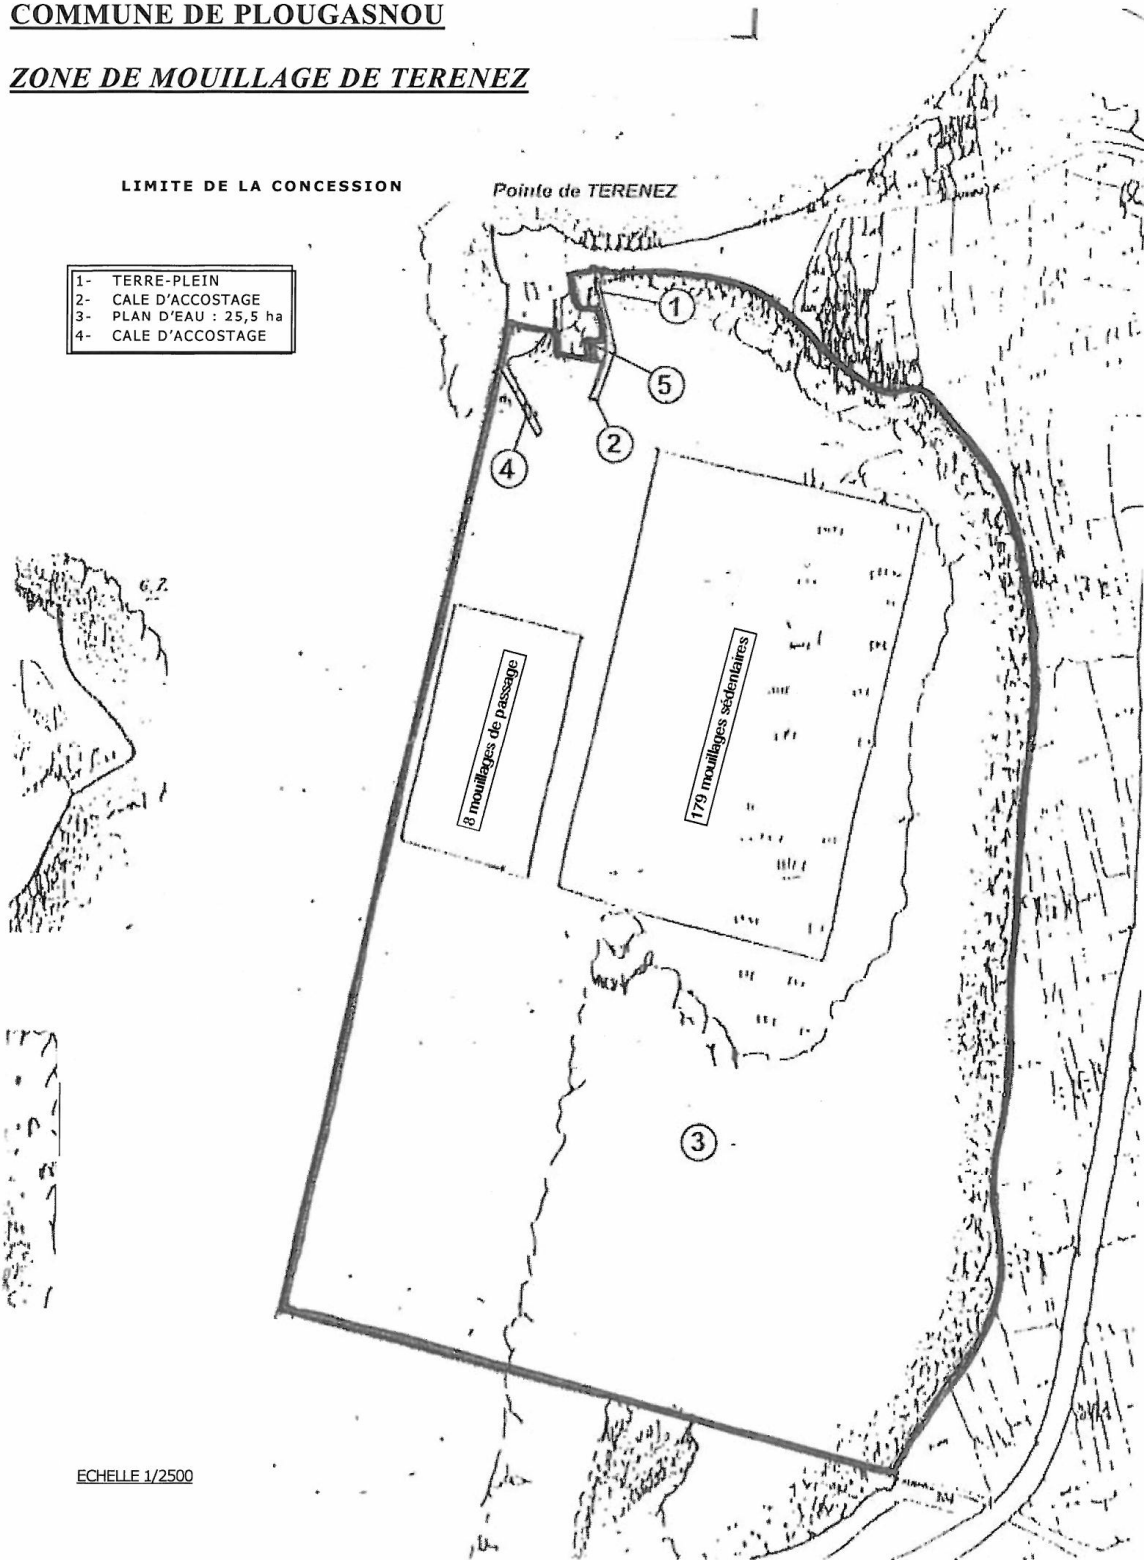 COMMUNE DE PLOUGASNOU
ZONE DE MOUILLAGE DE TERENEZ
LIMITE DE LA CONCESSION
Pointe de TERENEZ
1- TERRE-PLEIN
2- CALE D'ACCOSTAGE
3- PLAN D'EAU : 25,5 ha
4- CALE D'ACCOSTAGE
1
5
2
4
6.2
8 mouillages de passage
179 mouillages sédentaires
3
ECHELLE 1/2500